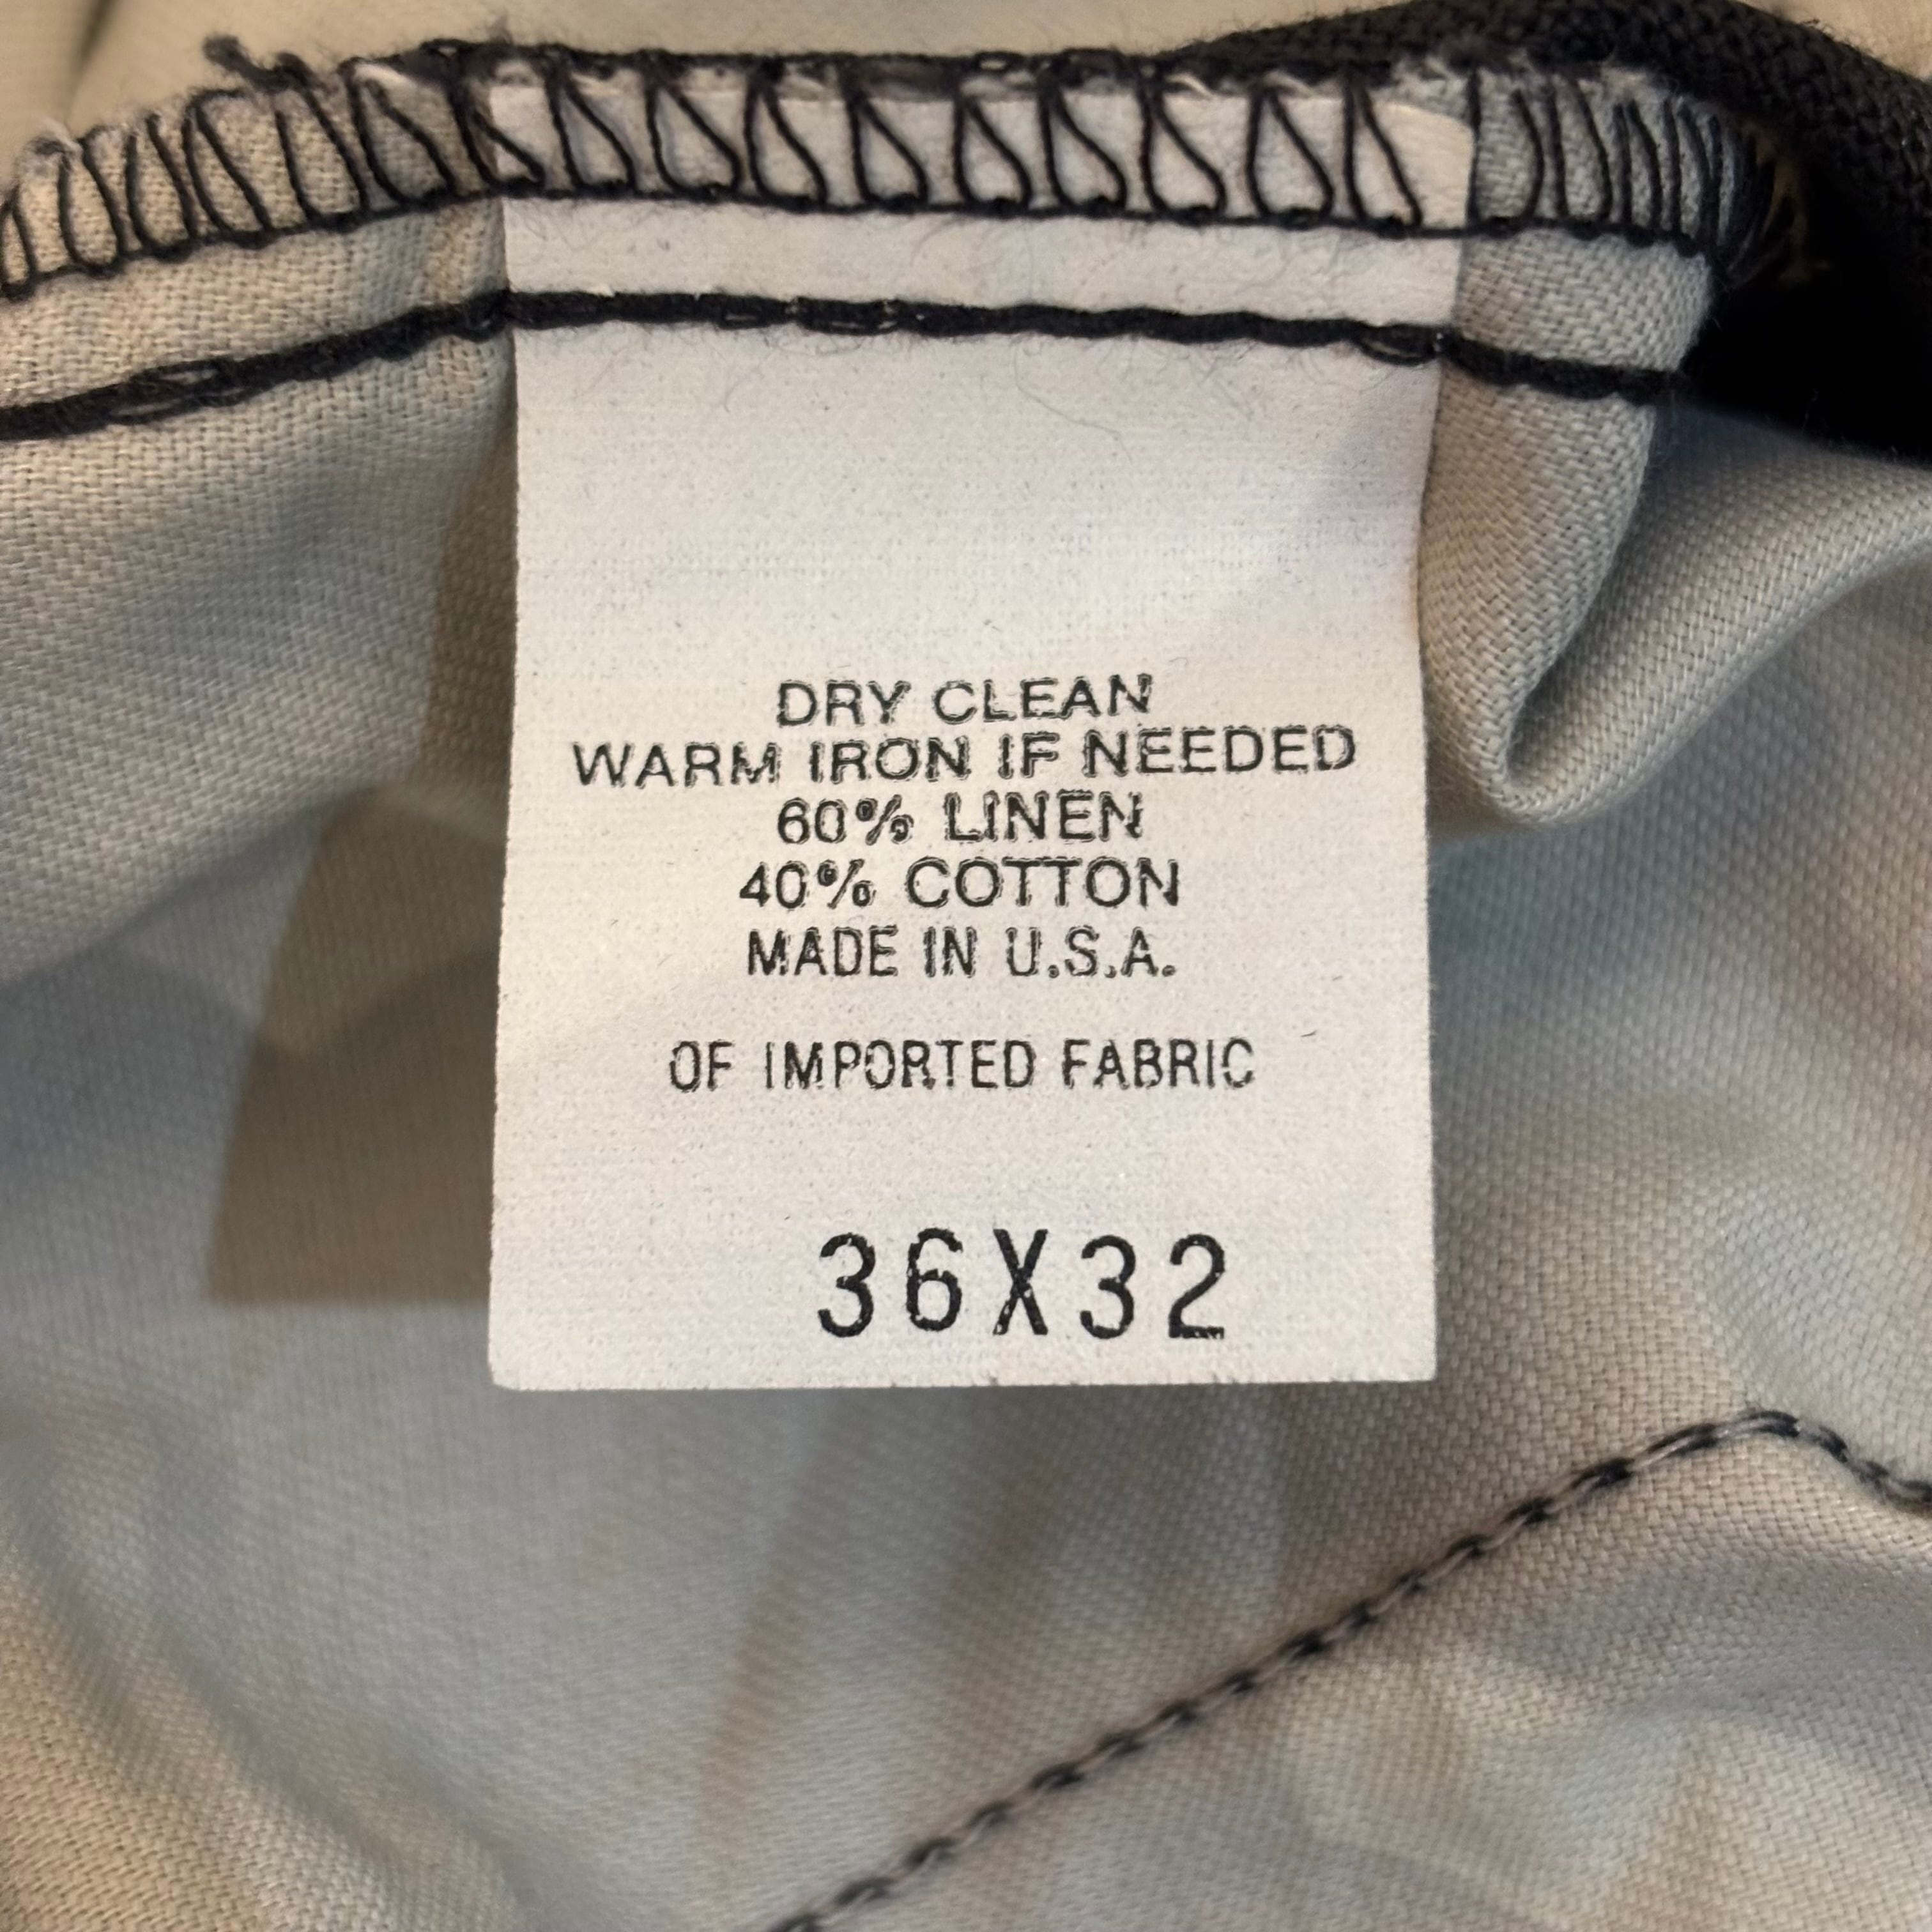 DRY CLEAN
WARM IRON IF NEEDED
60% LINEN
40% COTTON
MADE IN U.S.A.
OF IMPORTED FABRIC
36X32